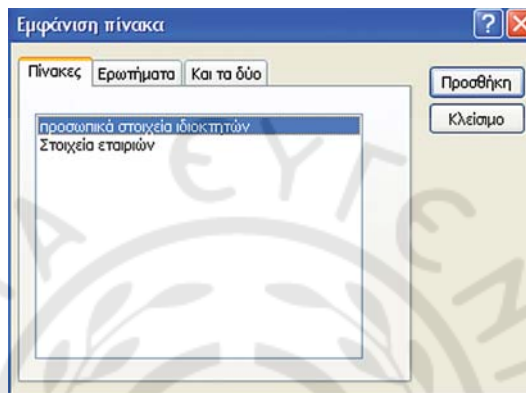 Εμφάνιση πίνακα
Πίνακες Ερωτήματα Και τα δύο
Προσθήκη
Κλείσιμο
προσωπικά στοιχεία ιδιοκτητών
Στοιχεία εταιριών